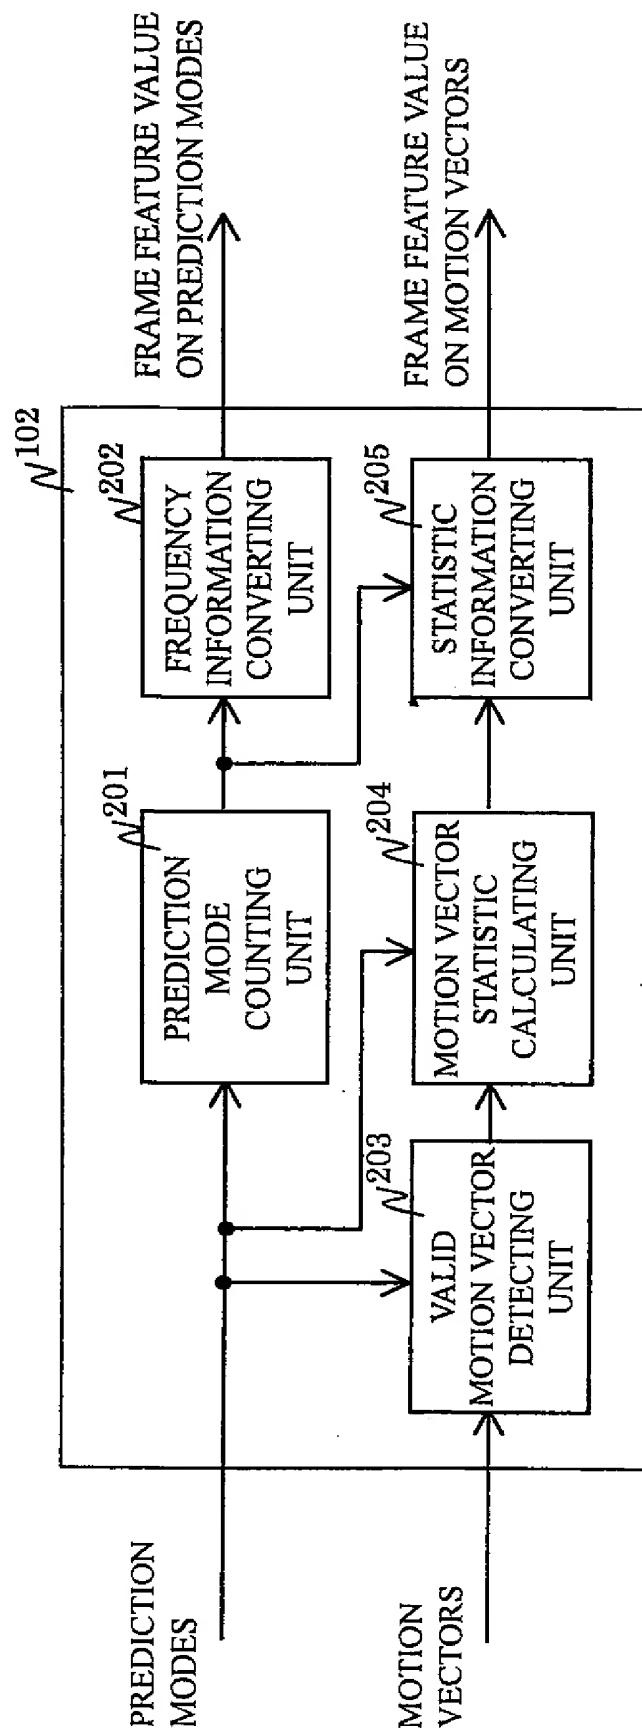 102
PREDICTION
MODES
201
PREDICTION
MODE
COUNTING
UNIT
202
FREQUENCY
INFORMATION
CONVERTING
UNIT
FRAME FEATURE VALUE
ON PREDICTION MODES
MOTION
VECTORS
203
VALID
MOTION VECTOR
DETECTING
UNIT
204
MOTION VECTOR
STATISTIC
CALCULATING
UNIT
205
STATISTIC
INFORMATION
CONVERTING
UNIT
FRAME FEATURE VALUE
ON MOTION VECTORS